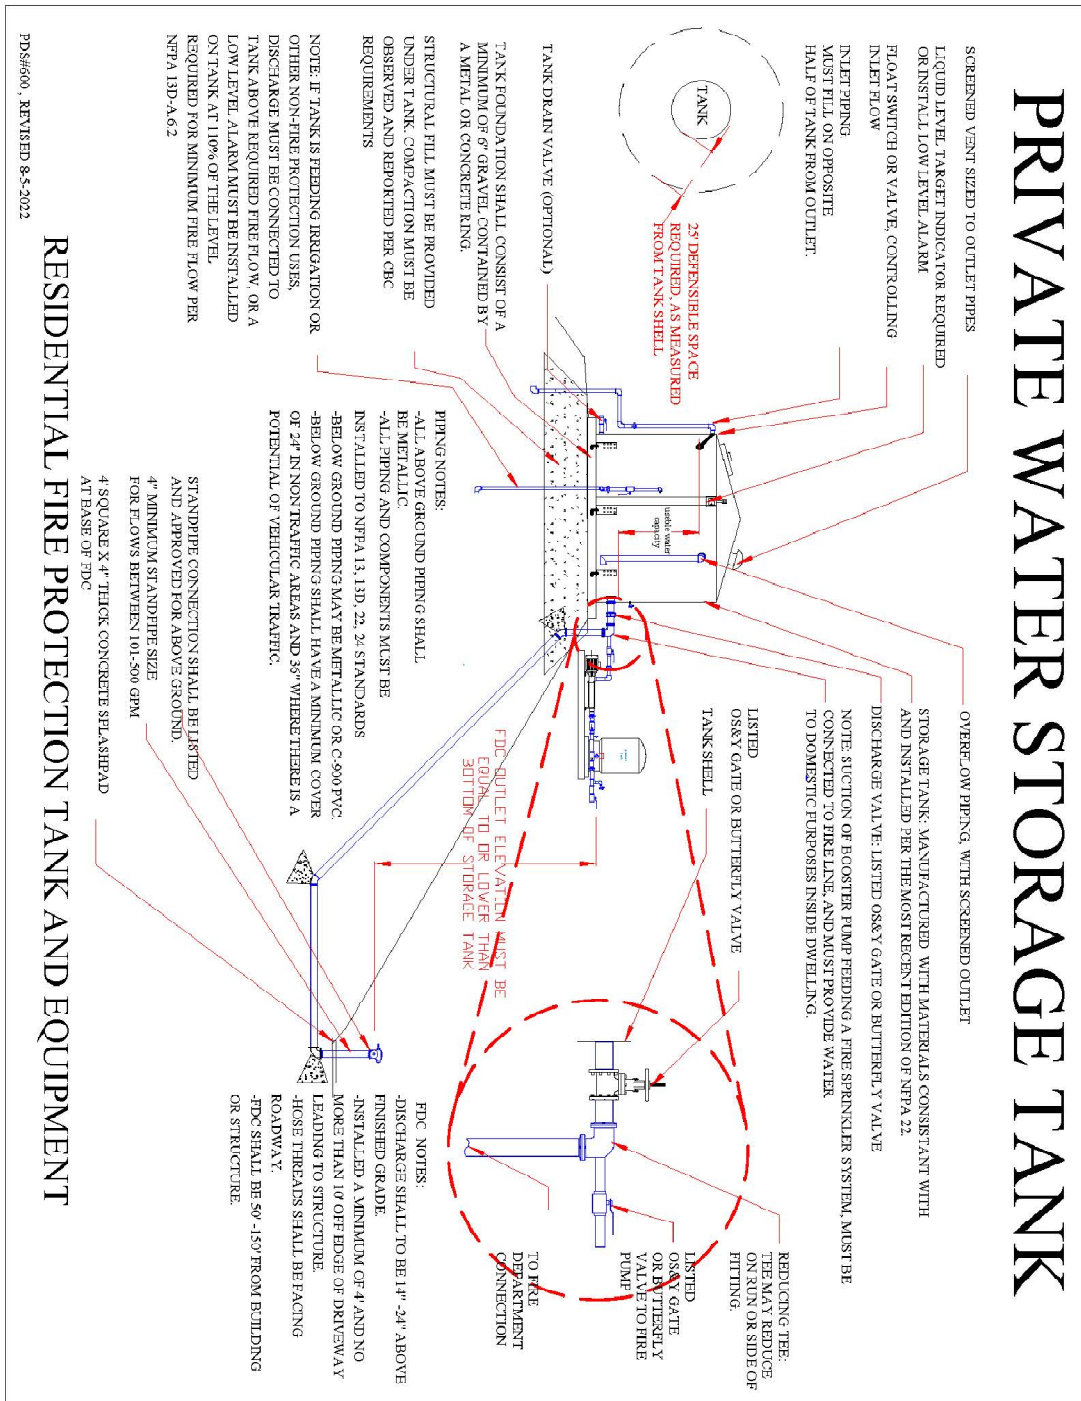 PRIVATE WATER STORAGE TANK
SCREENED VENT SIZED TO OUTLET PIPES
LIQUID LEVEL TARGET INDICATOR REQUIRED
OR INSTALL LOW LEVEL ALARM
FLOAT SWITCH OR VALVE, CONTROLLING
INLET FLOW
INLET PIPING:
MUST FILL ON OPPOSITE
HALF OF TANK FROM OUTLET.
TANK
25' DEFENSIBLE SPACE
REQUIRED, AS MEASURED
FROM TANK SHELL
TANK DRAIN VALVE (OPTIONAL)
TANK FOUNDATION SHALL CONSIST OF A
MINIMUM OF 6" GRAVEL CONTAINED BY
A METAL OR CONCRETE RING.
STRUCTURAL FILL MUST BE PROVIDED
UNDER TANK. COMPACTION MUST BE
OBSERVED AND REPORTED PER CBC
REQUIREMENTS
NOTE: IF TANK IS FEEDING IRRIGATION OR
OTHER NON-FIRE PROTECTION USES,
DISCHARGE MUST BE CONNECTED TO
TANK ABOVE REQUIRED FIRE FLOW, OR A
LOW LEVEL ALARM MUST BE INSTALLED
ON TANK AT 110% OF THE LEVEL
REQUIRED FOR MINIMUM FIRE FLOW PER
NFPA 13D-A.6.2
useble water
capacity
OVERFLOW PIPING, WITH SCREENED OUTLET
STORAGE TANK: MANUFACTURED WITH MATERIALS CONSISTANT WITH
AND INSTALLED PER THE MOST RECENT EDITION OF NFPA 22.
DISCHARGE VALVE: LISTED OS&Y GATE OR BUTTERFLY VALVE
NOTE: SUCTION OF BOOSTER PUMP FEEDING A FIRE SPRINKLER SYSTEM, MUST BE
CONNECTED TO FIRE LINE, AND MUST PROVIDE WATER
TO DOMESTIC PURPOSES INSIDE DWELLING.
LISTED
OS&Y GATE OR BUTTERFLY VALVE
TANK SHELL
REDUCING TEE:
TEE MAY REDUCE
ON RUN OR SIDE OF
FITTING.
LISTED
OS&Y GATE
OR BUTTERFLY
VALVE TO FIRE
PUMP
TO FIRE
DEPARTMENT
CONNECTION
PIPING NOTES:
-ALL ABOVE GROUND PIPING SHALL
BE METALLIC.
-ALL PIPING AND COMPONENTS MUST BE
INSTALLED TO NFPA 13, 13D, 22, 24 STANDARDS
-BELOW GROUND PIPING MAY BE METALLIC OR C-900 PVC.
-BELOW GROUND PIPING SHALL HAVE A MINIMUM COVER
OF 24" IN NON TRAFFIC AREAS AND 36" WHERE THERE IS A
POTENTIAL OF VEHICULAR TRAFFIC.
FDC OUTLET ELEVATION MUST BE
EQUAL TO OR LOWER THAN
BOTTOM OF STORAGE TANK
STANDPIPE CONNECTION SHALL BE LISTED
AND APPROVED FOR ABOVE GROUND.
4" MINIMUM STANDPIPE SIZE
FOR FLOWS BETWEEN 101-500 GPM
4' SQUARE X 4" THICK CONCRETE SPLASHPAD
AT BASE OF FDC
FDC NOTES:
-DISCHARGE SHALL TO BE 14" -24" ABOVE
FINISHED GRADE.
-INSTALLED A MINIMUM OF 4' AND NO
MORE THAN 10' OFF EDGE OF DRIVEWAY
LEADING TO STRUCTURE.
-HOSE THREADS SHALL BE FACING
ROADWAY.
-FDC SHALL BE 50' -150' FROM BUILDING
OR STRUCTURE.
RESIDENTIAL FIRE PROTECTION TANK AND EQUIPMENT
PDS#600 , REVISED 8-5-2022